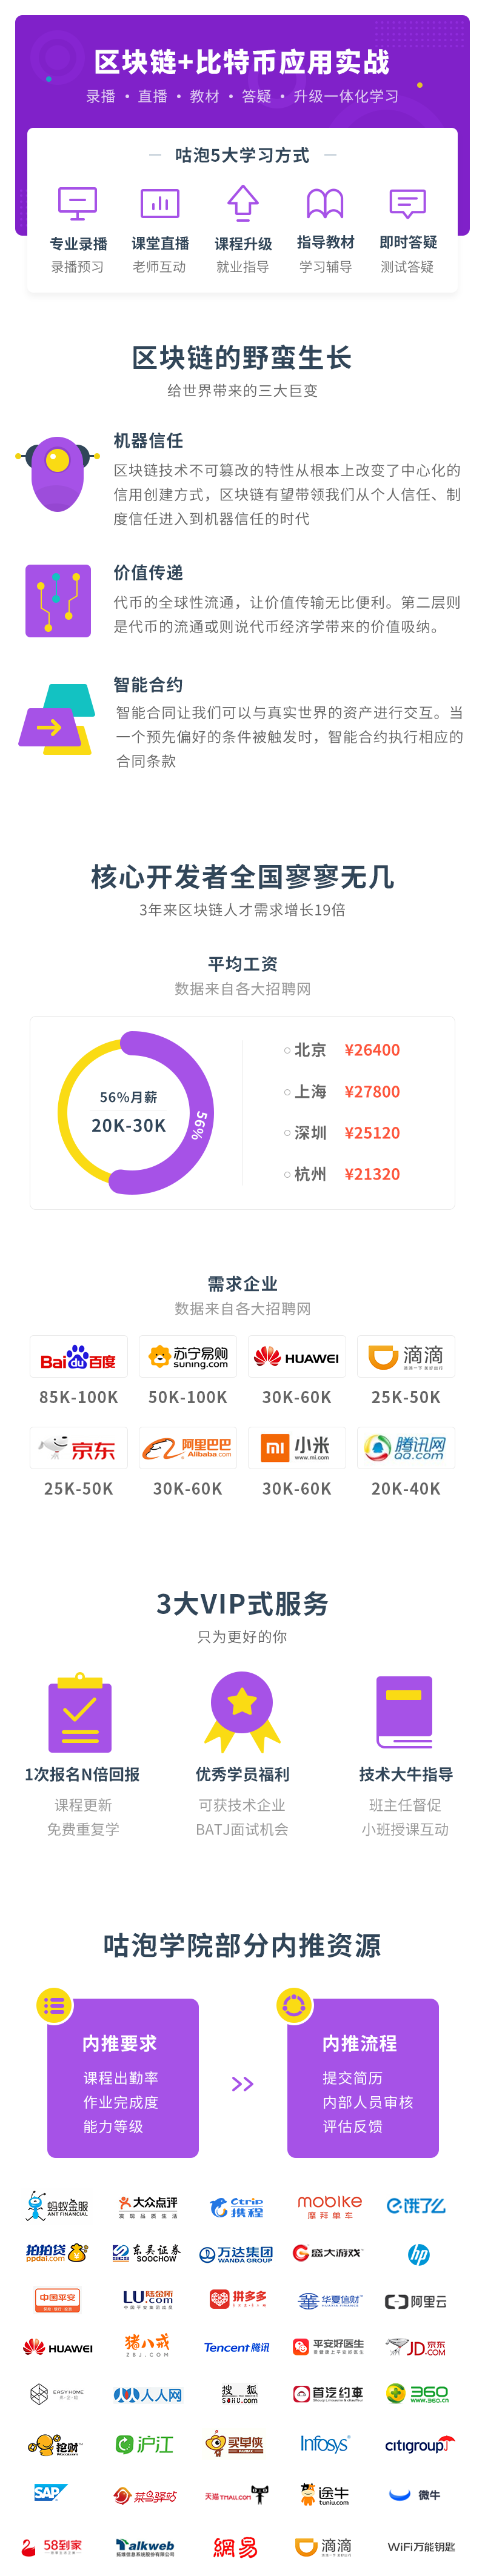 区块链+比特币应用实战
录播 • 直播 • 教材 • 答疑 • 升级一体化学习
咕泡5大学习方式
专业录播 课堂直播 课程升级 指导教材 即时答疑
录播预习 老师互动 就业指导 学习辅导 测试答疑
区块链的野蛮生长
给世界带来的三大巨变
机器信任
区块链技术不可篡改的特性从根本上改变了中心化的
信用创建方式，区块链有望带领我们从个人信任、制
度信任进入到机器信任的时代
价值传递
代币的全球性流通，让价值传输无比便利。第二层则
是代币的流通或则说代币经济学带来的价值吸纳。
智能合约
智能合同让我们可以与真实世界的资产进行交互。当
一个预先偏好的条件被触发时，智能合约执行相应的
合同条款
核心开发者全国寥寥无几
3年来区块链人才需求增长19倍
平均工资
数据来自各大招聘网
56%月薪
20K-30K
56%
北京 ¥26400
上海 ¥27800
深圳 ¥25120
杭州 ¥21320
需求企业
数据来自各大招聘网
Bai du 百度 苏宁易购 suning.com HUAWEI 滴滴
85K-100K 50K-100K 30K-60K 25K-50K
京东 阿里巴巴 Alibaba.com 小米 www.mi.com 腾讯网 QQ.com
25K-50K 30K-60K 30K-60K 20K-40K
3大VIP式服务
只为更好的你
1次报名N倍回报 优秀学员福利 技术大牛指导
课程更新 可获技术企业 班主任督促
免费重复学 BATJ面试机会 小班授课互动
咕泡学院部分内推资源
内推要求 内推流程
课程出勤率 提交简历
作业完成度 内部人员审核
能力等级 评估反馈
蚂蚁金服 ANT FINANCIAL 大众点评 发现品质生活 Ctrip 携程 mobike 摩拜单车 饿了么
拍拍贷 ppdai.com 东吴证券 SOOCHOW 万达集团 WANDA GROUP 盛大游戏 hp
中国平安 LU.com 陆金所 拼多多 华夏信财 阿里云
HUAWEI 猪八戒 ZBJ.COM Tencent 腾讯 平安好医生 JD 京东 .COM
EASYHOME 人人网 搜狐 SOHU.com 首汽约车 360 www.360.cn
挖财 沪江 买单侠 Infosys citigroup
SAP 菜鸟驿站 天猫 TMALL.COM 途牛 tuniu.com 微牛
58到家 Talkweb 拓维信息系统股份有限公司 網易 滴滴 WiFi万能钥匙